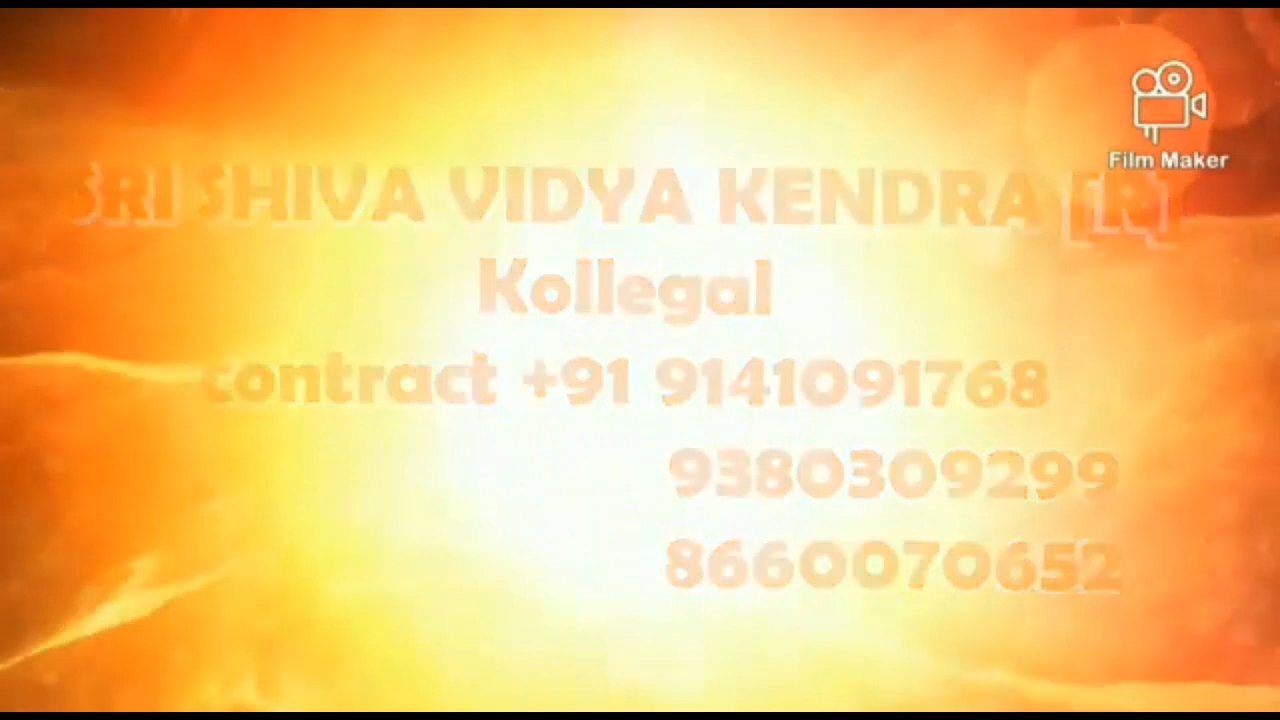 Film Maker
SRI SHIVA VIDYA KENDRA [R]
Kollegal
contract +91 9141091768
9380309299
8660070652